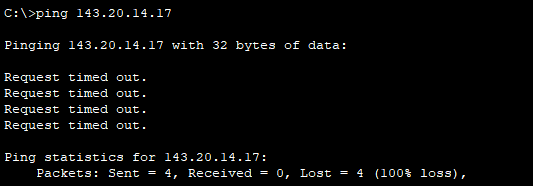 C:\>ping 143.20.14.17
Pinging 143.20.14.17 with 32 bytes of data:
Request timed out.
Request timed out.
Request timed out.
Request timed out.
Ping statistics for 143.20.14.17:
    Packets: Sent = 4, Received = 0, Lost = 4 (100% loss),